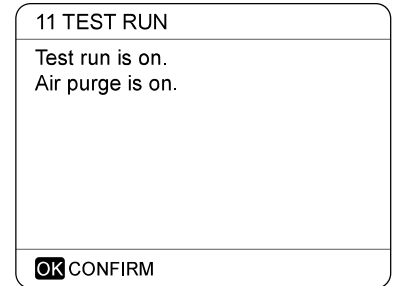 11 TEST RUN
Test run is on.
Air purge is on.
OK CONFIRM